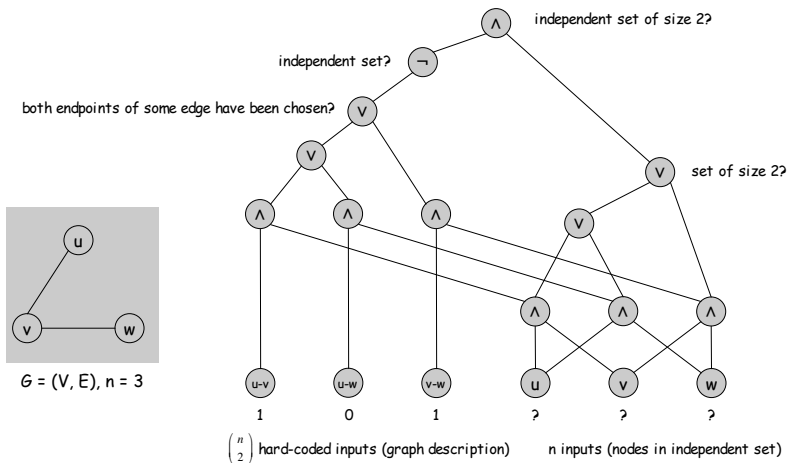 ∧ independent set of size 2?
independent set? ¬
both endpoints of some edge have been chosen? ∨
∨
∨ set of size 2?
∧ ∧ ∧ ∨
u
v w
∧ ∧ ∧
G = (V, E), n = 3
u-v u-w v-w u v w
1 0 1 ? ? ?
(n 2) hard-coded inputs (graph description) n inputs (nodes in independent set)